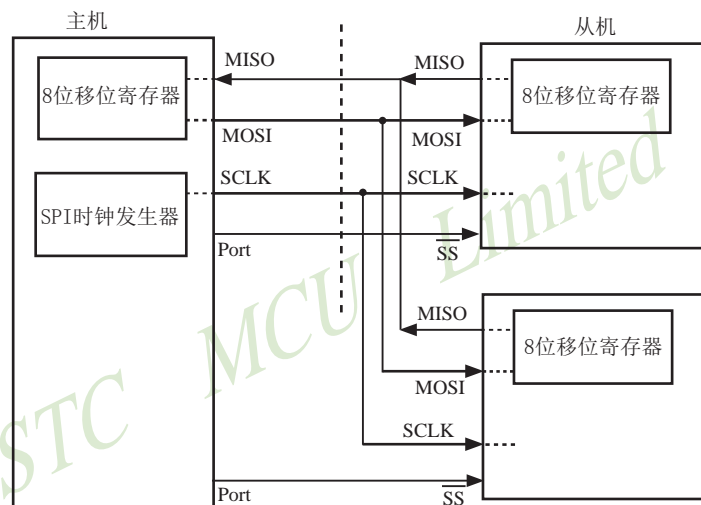 主机
从机
MISO
MISO
8位移位寄存器
8位移位寄存器
MOSI
MOSI
SCLK
SCLK
SPI时钟发生器
Port
SS
MISO
8位移位寄存器
MOSI
SCLK
Port
SS
STC MCU Limited